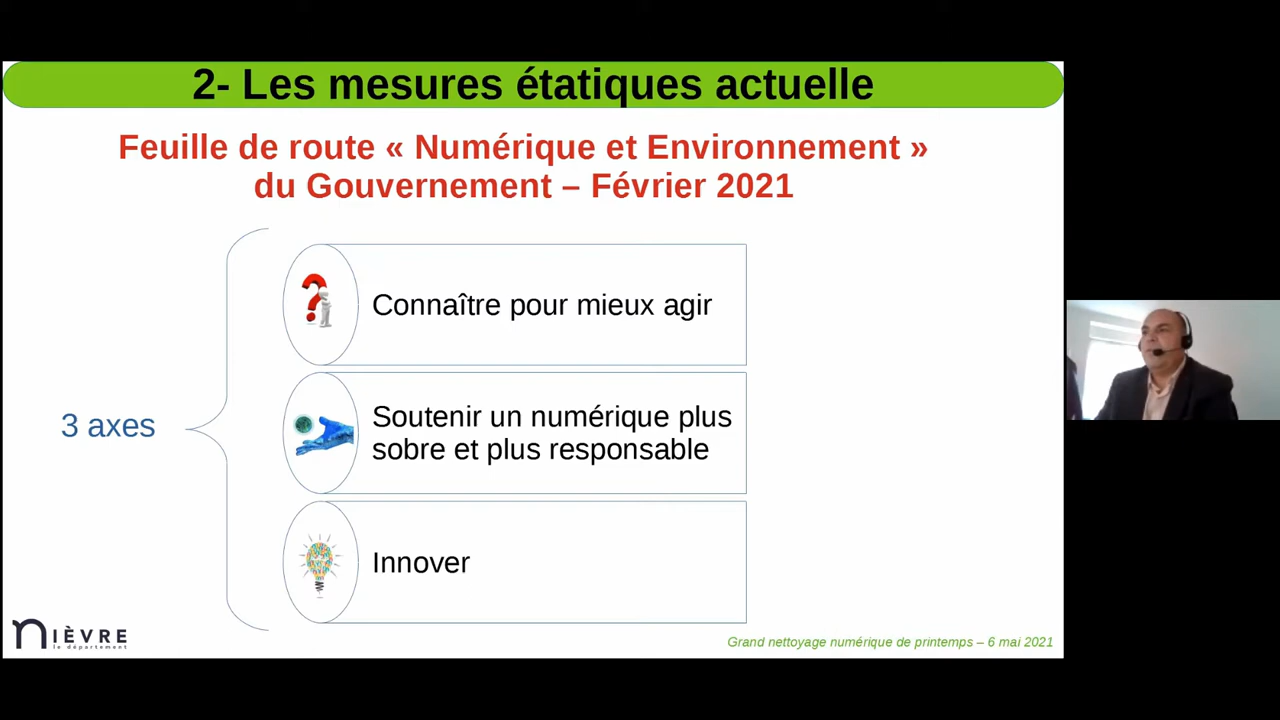 2- Les mesures étatiques actuelle
Feuille de route « Numérique et Environnement »
du Gouvernement – Février 2021
3 axes
Connaître pour mieux agir
Soutenir un numérique plus
sobre et plus responsable
Innover
NIÈVRE
le département
Grand nettoyage numérique de printemps – 6 mai 2021